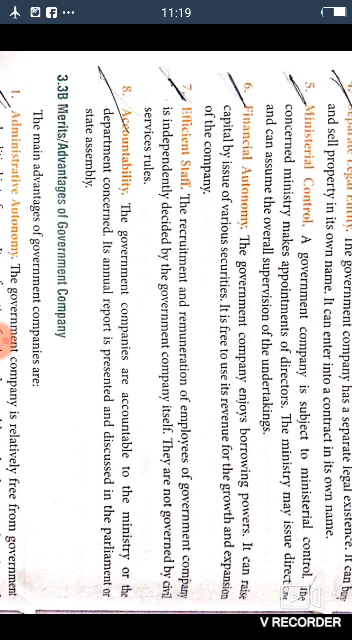 11:19
4. Separate Legal Entity. The government company has a separate legal existence. It can buy
and sell property in its own name. It can enter into a contract in its own name.
5. Ministerial Control. A government company is subject to ministerial control. The
concerned ministry makes appointments of directors. The ministry may issue directions
and can assume the overall supervision of the undertakings.
6. Financial Autonomy. The government company enjoys borrowing powers. It can raise
capital by issue of various securities. It is free to use its revenue for the growth and expansion
of the company.
7. Efficient Staff. The recruitment and remuneration of employees of government company
is independently decided by the government company itself. They are not governed by civil
services rules.
8. Accountability. The government companies are accountable to the ministry or the
department concerned. Its annual report is presented and discussed in the parliament or
state assembly.
3.3B Merits/Advantages of Government Company
The main advantages of government companies are:
1. Administrative Autonomy. The government company is relatively free from government
V RECORDER